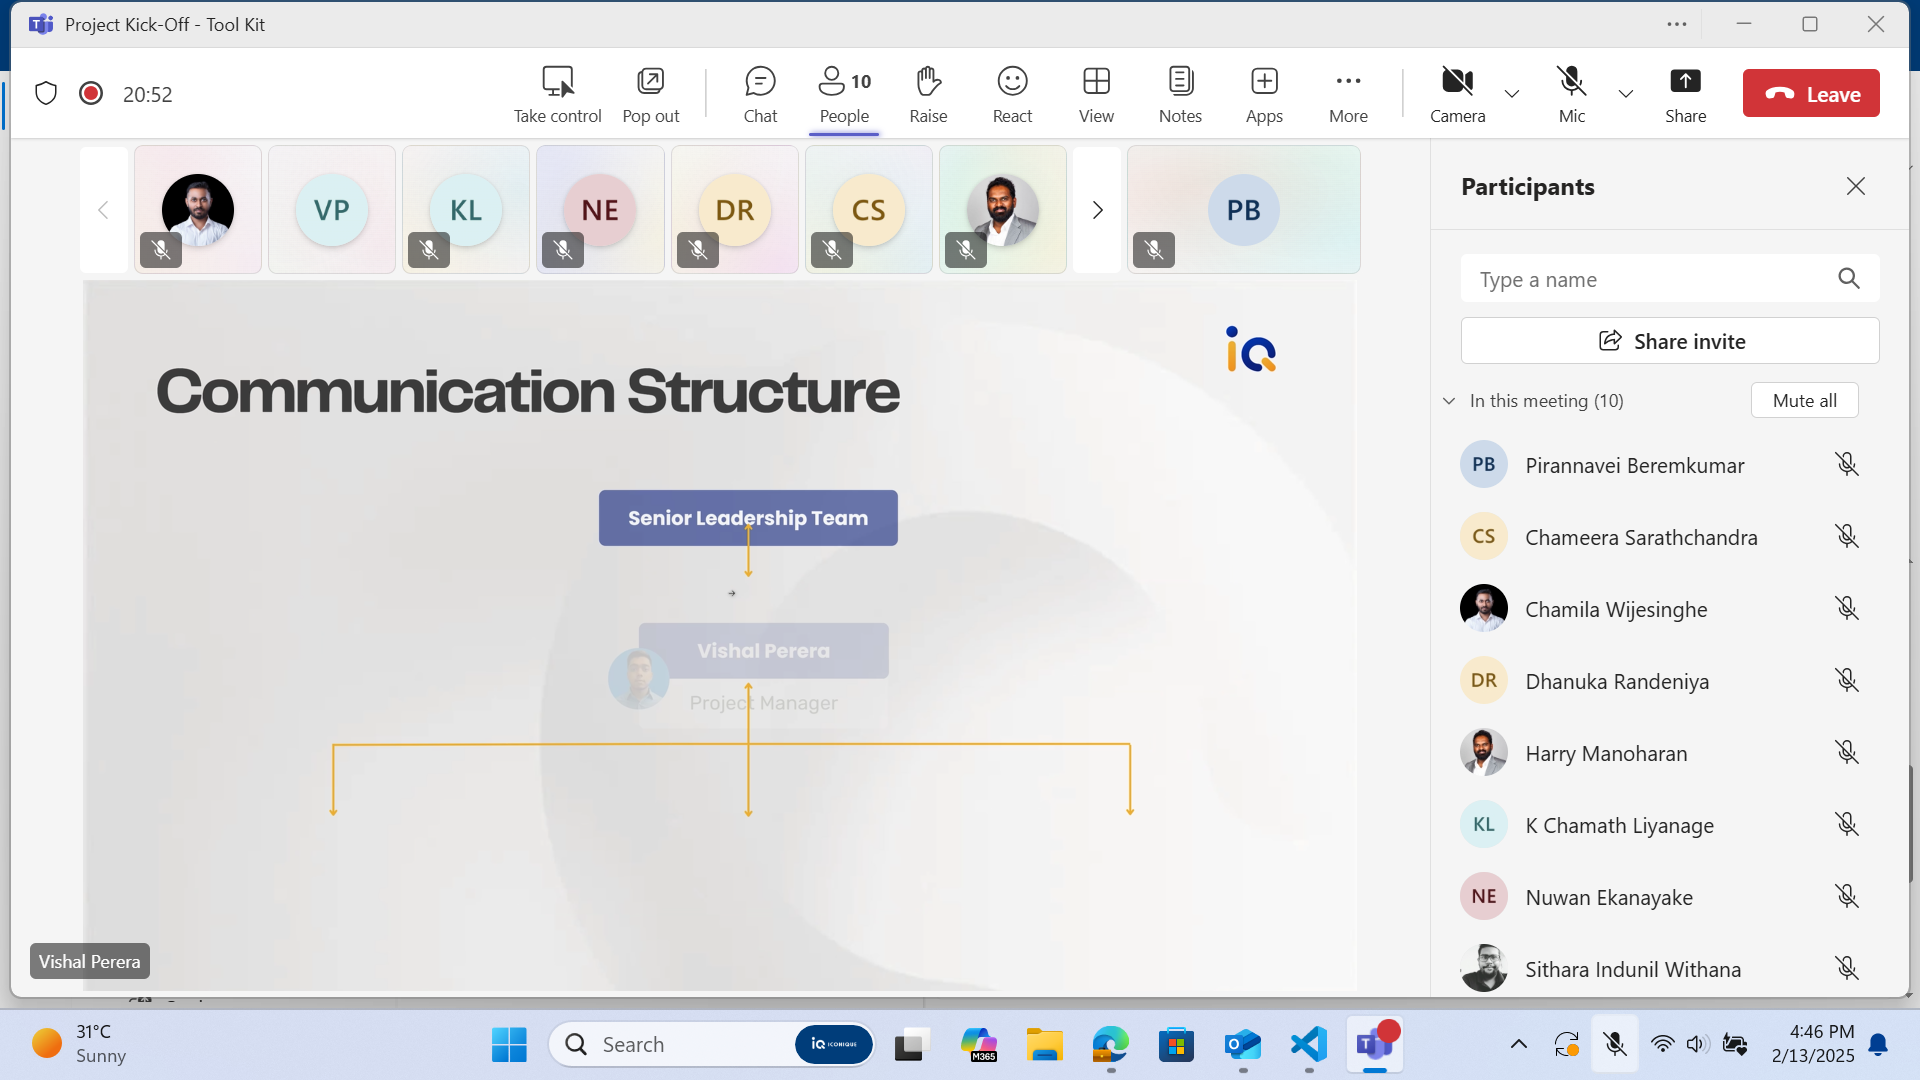 Project Kick-Off - Tool Kit
20:52
Take control
Pop out
Chat
10
People
Raise
React
View
Notes
Apps
More
Camera
Mic
Share
Leave
VP
KL
NE
DR
CS
PB
Participants
Type a name
Share invite
In this meeting (10)
Mute all
PB
Pirannavei Beremkumar
CS
Chameera Sarathchandra
Chamila Wijesinghe
DR
Dhanuka Randeniya
Harry Manoharan
KL
K Chamath Liyanage
NE
Nuwan Ekanayake
Sithara Indunil Withana
iQ
Communication Structure
Senior Leadership Team
Vishal Perera
Project Manager
Vishal Perera
31°C
Sunny
Search
iQ ICONIQUE
M365
4:46 PM
2/13/2025